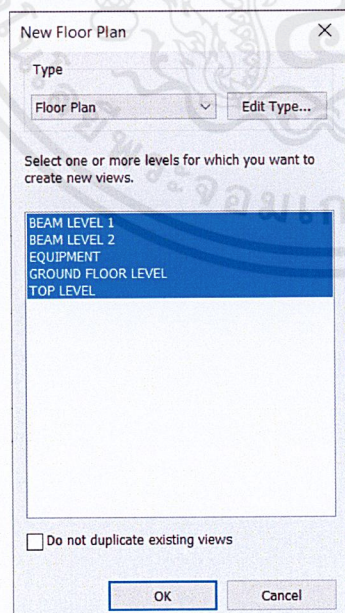 New Floor Plan
Type
Floor Plan
Edit Type...
Select one or more levels for which you want to
create new views.
BEAM LEVEL 1
BEAM LEVEL 2
EQUIPMENT
GROUND FLOOR LEVEL
TOP LEVEL
Do not duplicate existing views
OK
Cancel